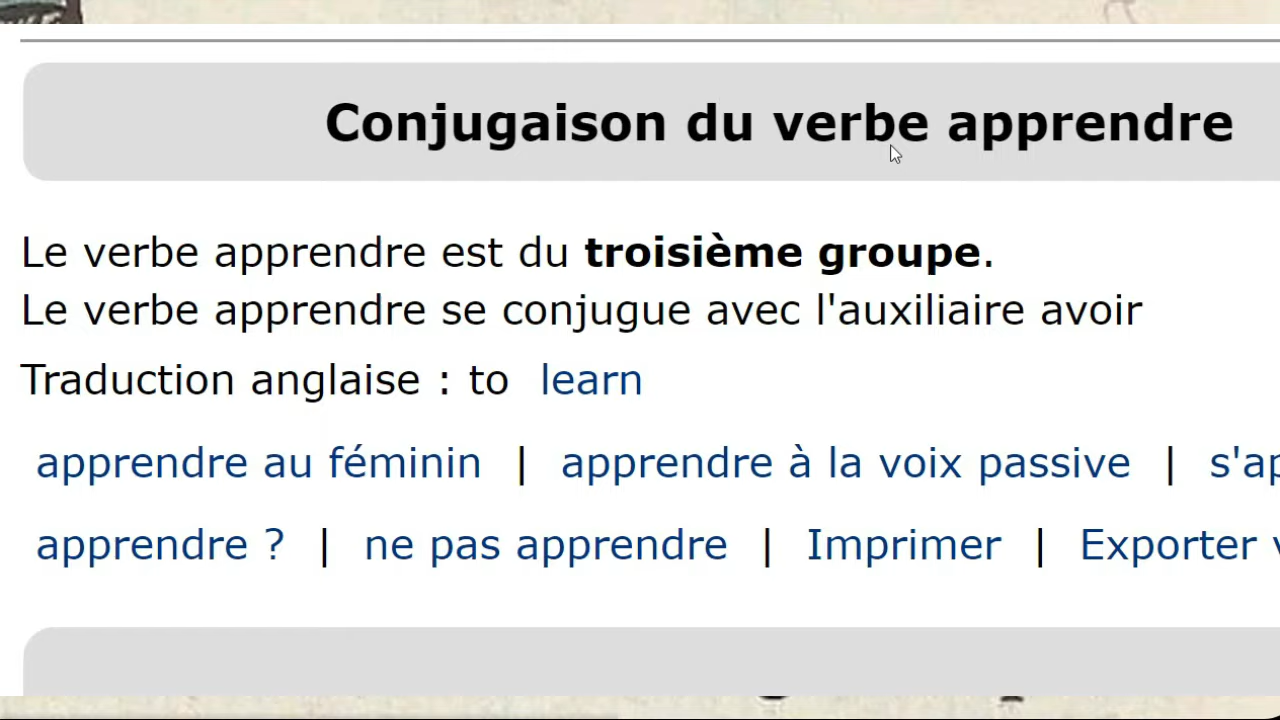 Conjugaison du verbe apprendre
Le verbe apprendre est du troisième groupe.
Le verbe apprendre se conjugue avec l'auxiliaire avoir
Traduction anglaise : to learn
apprendre au féminin | apprendre à la voix passive |
apprendre ? | ne pas apprendre | Imprimer | Exporter